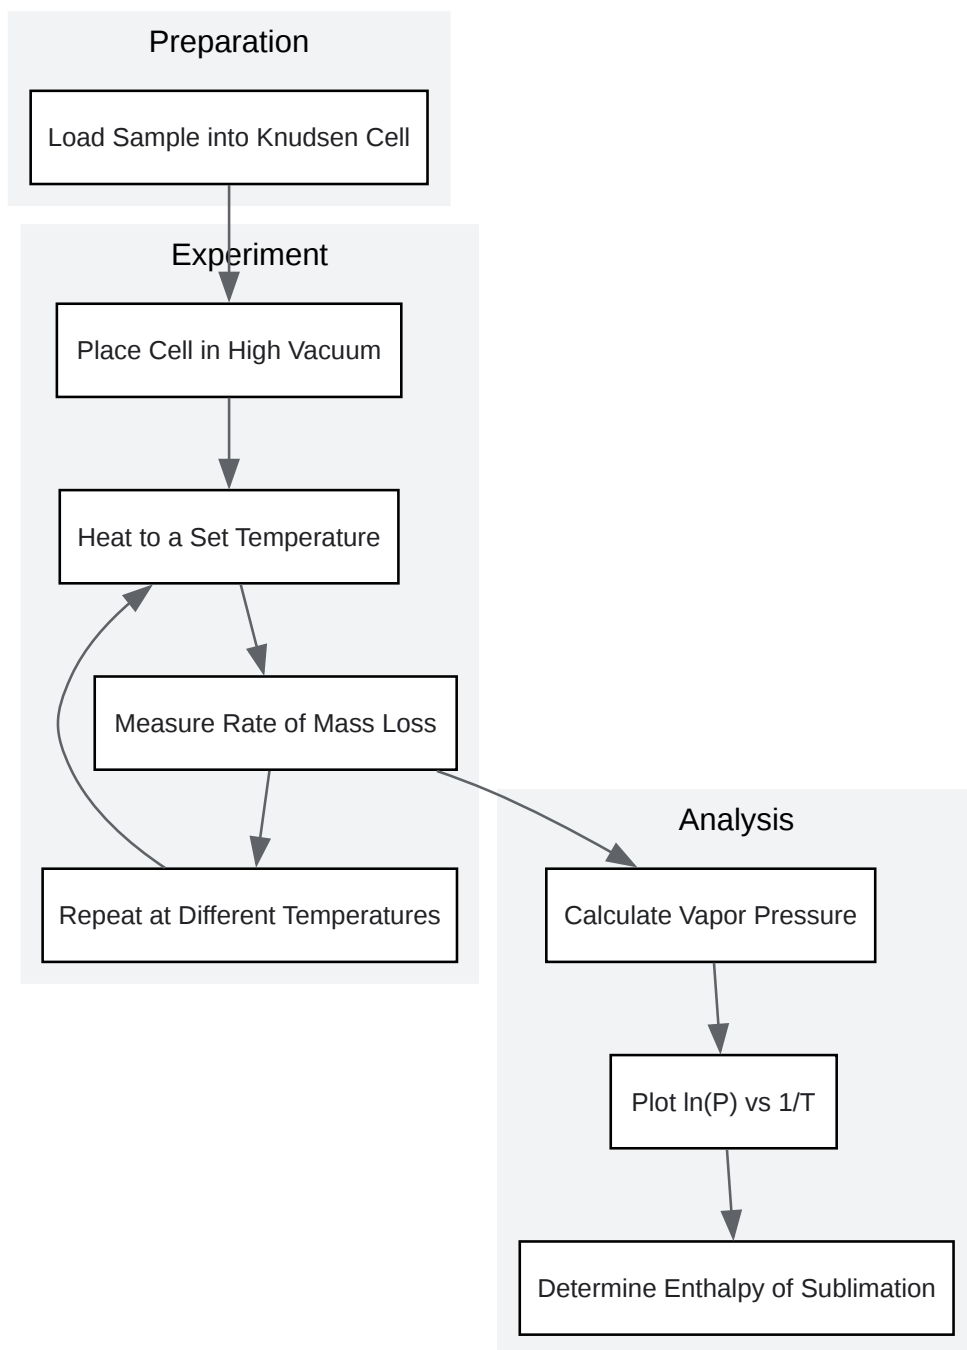 Preparation
Load Sample into Knudsen Cell
Experiment
Place Cell in High Vacuum
Heat to a Set Temperature
Measure Rate of Mass Loss
Repeat at Different Temperatures
Analysis
Calculate Vapor Pressure
Plot ln(P) vs 1/T
Determine Enthalpy of Sublimation